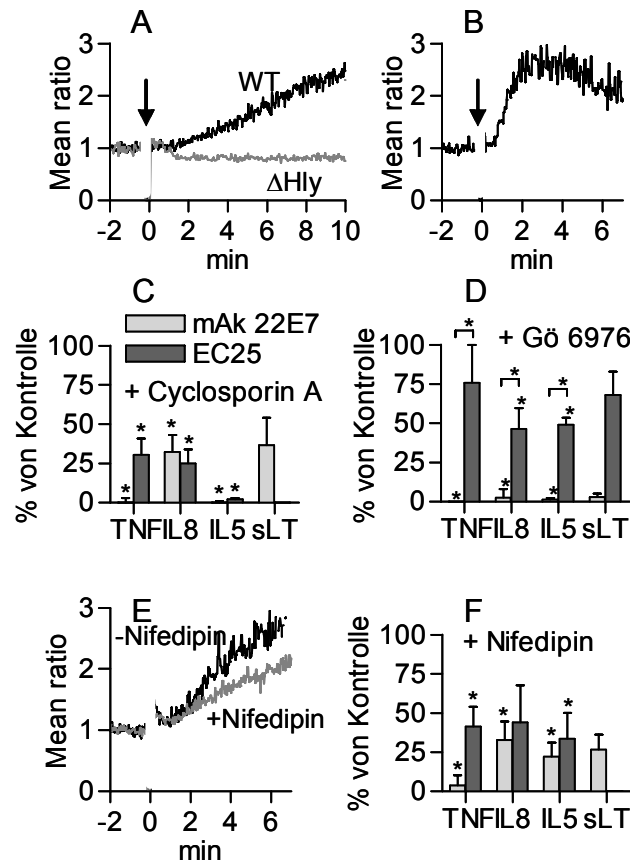 A
B
3
2
1
0
Mean ratio
WT
ΔHly
-2 0 2 4 6 8 10
min
3
2
1
0
Mean ratio
-2 0 2 4 6
min
C
mAk 22E7
EC25
+ Cyclosporin A
100
75
50
25
0
% von Kontrolle
* * * * * *
TNF IL8 IL5 sLT
D
+ Gö 6976
100
75
50
25
0
% von Kontrolle
* * * * * * * *
TNF IL8 IL5 sLT
E
3
2
1
0
Mean ratio
-Nifedipin
+Nifedipin
-2 0 2 4 6
min
F
+ Nifedipin
100
75
50
25
0
% von Kontrolle
* * * * *
TNF IL8 IL5 sLT